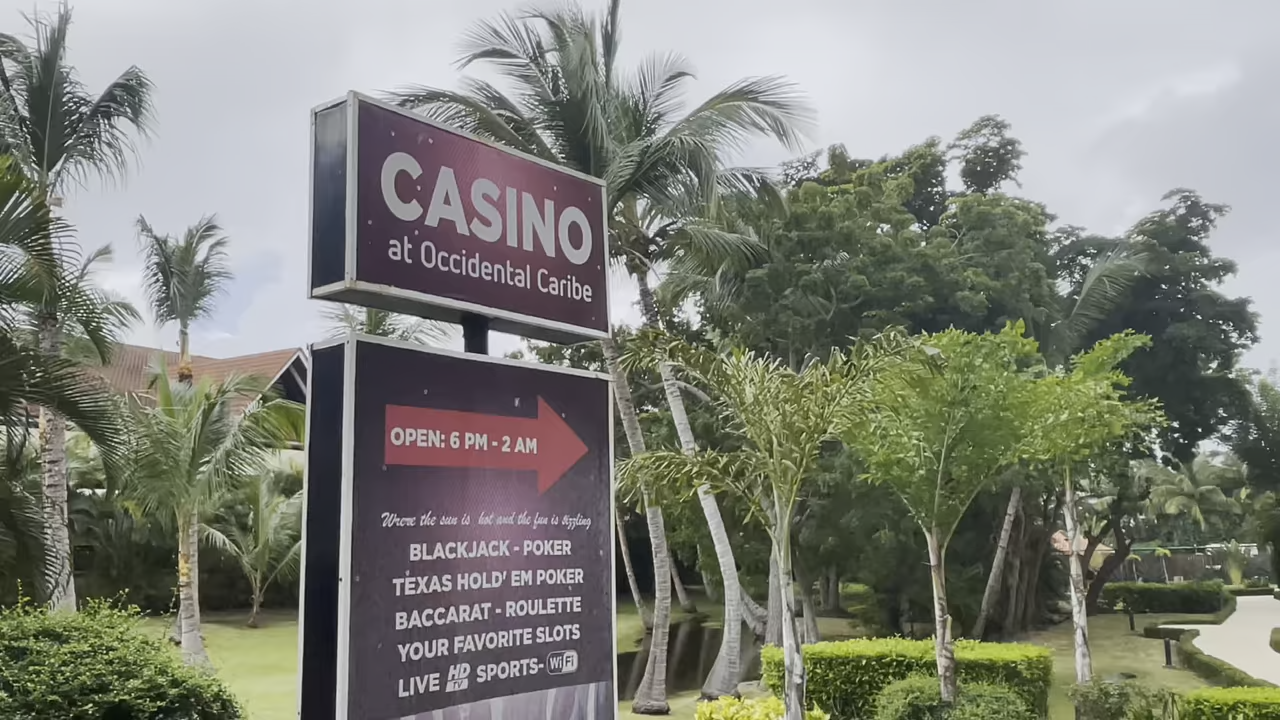 CASINO
at Occidental Caribe
OPEN: 6 PM - 2 AM
Wrere the sun is hot and the fun is sizzling
BLACKJACK - POKER
TEXAS HOLD' EM POKER
BACCARAT - ROULETTE
YOUR FAVORITE SLOTS
LIVE HD TV SPORTS- WiFi